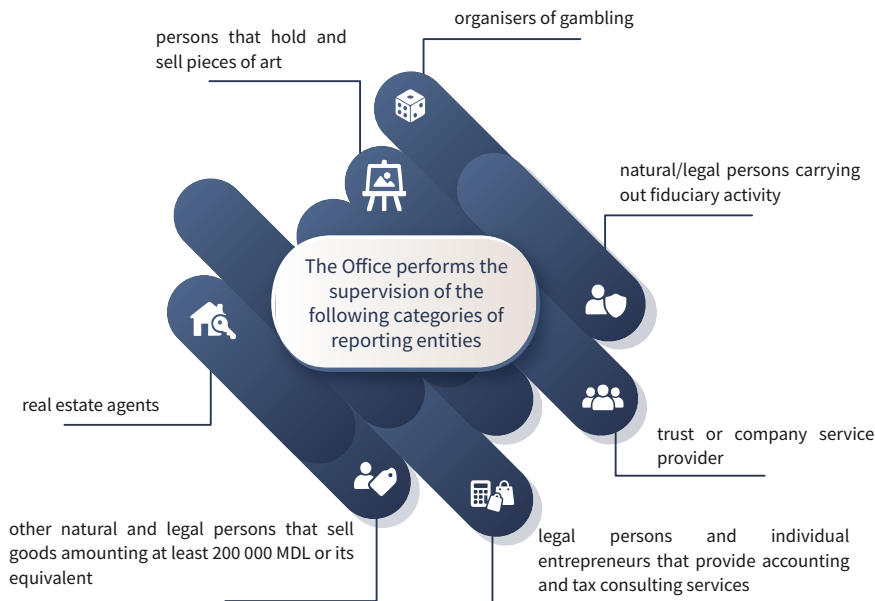 organisers of gambling
persons that hold and
sell pieces of art
natural/legal persons carrying
out fiduciary activity
The Office performs the
supervision of the
following categories of
reporting entities
real estate agents
trust or company service
provider
other natural and legal persons that sell
goods amounting at least 200 000 MDL or its
equivalent
legal persons and individual
entrepreneurs that provide accounting
and tax consulting services